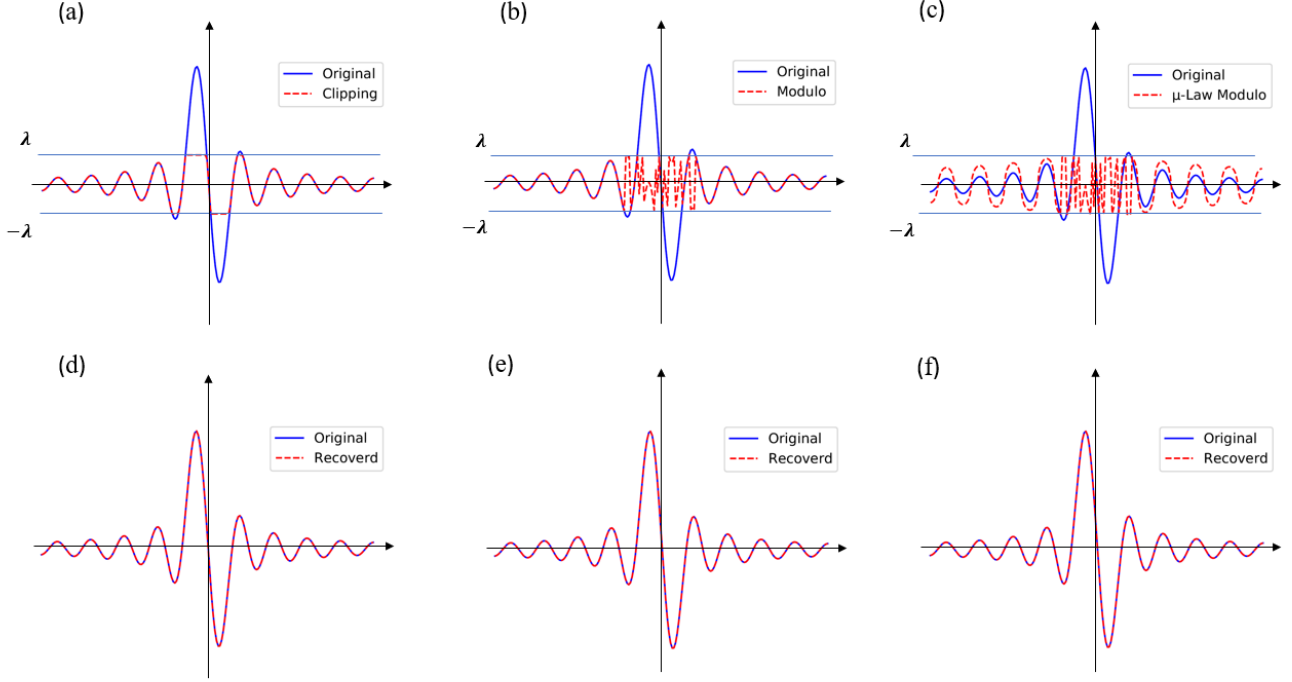 (a)
(b)
(c)
Original
Clipping
Original
Modulo
Original
μ-Law Modulo
λ
λ
λ
−λ
−λ
−λ
(d)
(e)
(f)
Original
Recoverd
Original
Recoverd
Original
Recoverd